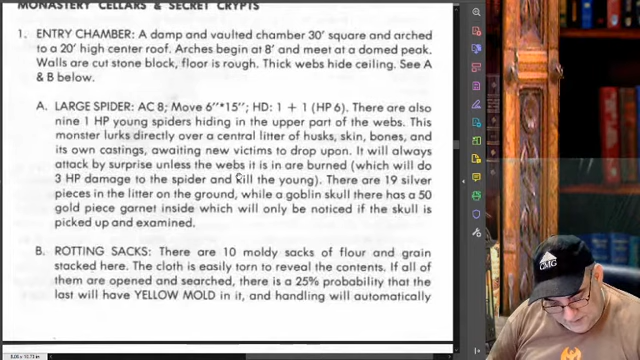 MONASTERY CELLARS & SECRET CRYPTS
1. ENTRY CHAMBER: A damp and vaulted chamber 30' square and arched
to a 20' high center roof. Arches begin at 8' and meet at a domed peak.
Walls are cut stone block, floor is rough. Thick webs hide ceiling. See A
& B below.
A. LARGE SPIDER: AC 8; Move 6"*15"; HD: 1 + 1 (HP 6). There are also
nine 1 HP young spiders hiding in the upper part of the webs. This
monster lurks directly over a central litter of husks, skin, bones, and
its own castings, awaiting new victims to drop upon. It will always
attack by surprise unless the webs it is in are burned (which will do
3 HP damage to the spider and kill the young). There are 19 silver
pieces in the litter on the ground, while a goblin skull there has a 50
gold piece garnet inside which will only be noticed if the skull is
picked up and examined.
B. ROTTING SACKS: There are 10 moldy sacks of flour and grain
stacked here. The cloth is easily torn to reveal the contents. If all of
them are opened and searched, there is a 25% probability that the
last will have YELLOW MOLD in it, and handling will automatically
8.00 x 10.73 in
GMG